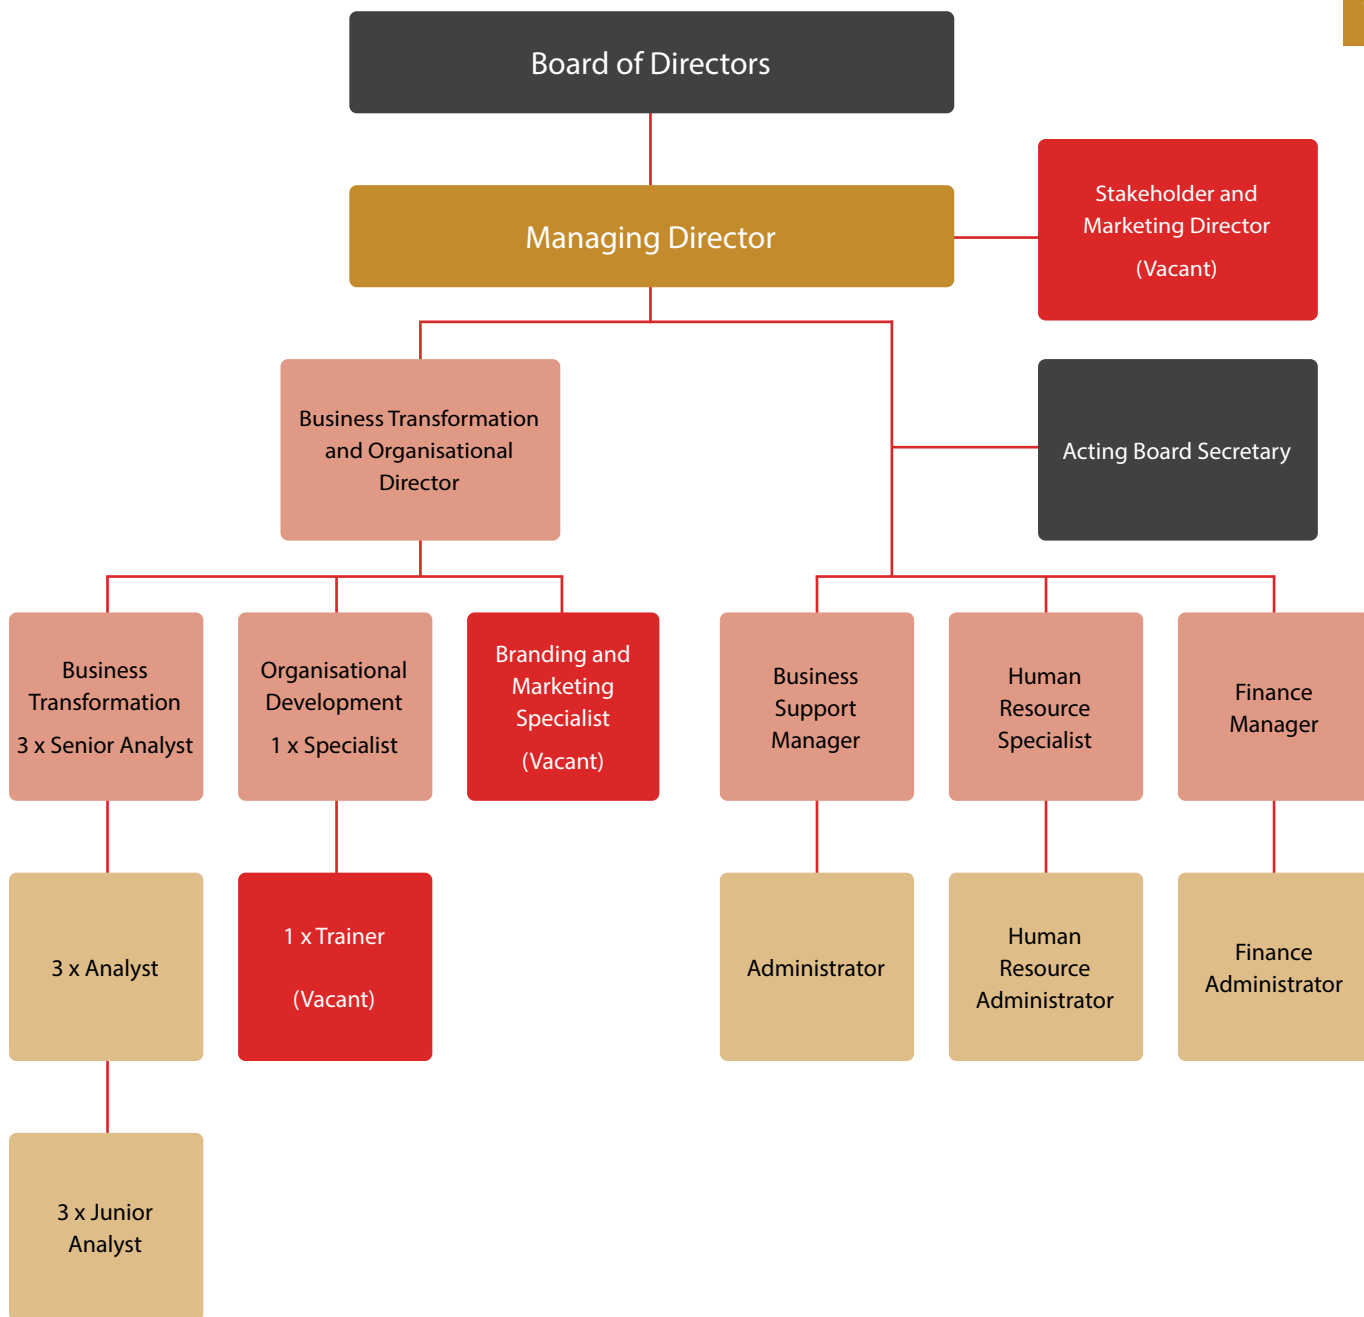 Board of Directors
Managing Director
Stakeholder and
Marketing Director
(Vacant)
Business Transformation
and Organisational
Director
Acting Board Secretary
Business
Transformation
3 x Senior Analyst
Organisational
Development
1 x Specialist
Branding and
Marketing
Specialist
(Vacant)
Business
Support
Manager
Human
Resource
Specialist
Finance
Manager
3 x Analyst
1 x Trainer
(Vacant)
Administrator
Human
Resource
Administrator
Finance
Administrator
3 x Junior
Analyst